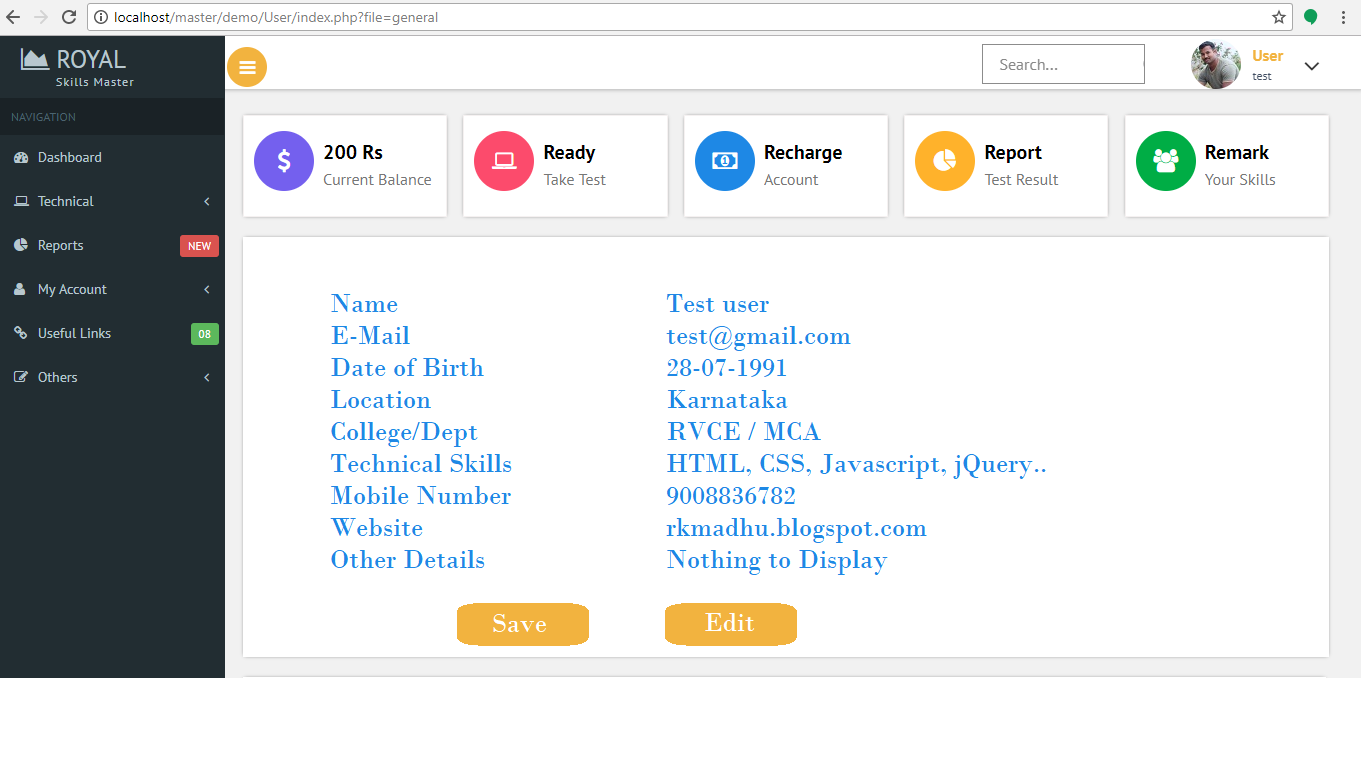 localhost/master/demo/User/index.php?file=general
ROYAL
Skills Master
Search...
User
test
NAVIGATION
Dashboard
Technical
Reports NEW
My Account
Useful Links 08
Others
200 Rs
Current Balance
Ready
Take Test
Recharge
Account
Report
Test Result
Remark
Your Skills
Name Test user
E-Mail test@gmail.com
Date of Birth 28-07-1991
Location Karnataka
College/Dept RVCE / MCA
Technical Skills HTML, CSS, Javascript, jQuery..
Mobile Number 9008836782
Website rkmadhu.blogspot.com
Other Details Nothing to Display
Save Edit